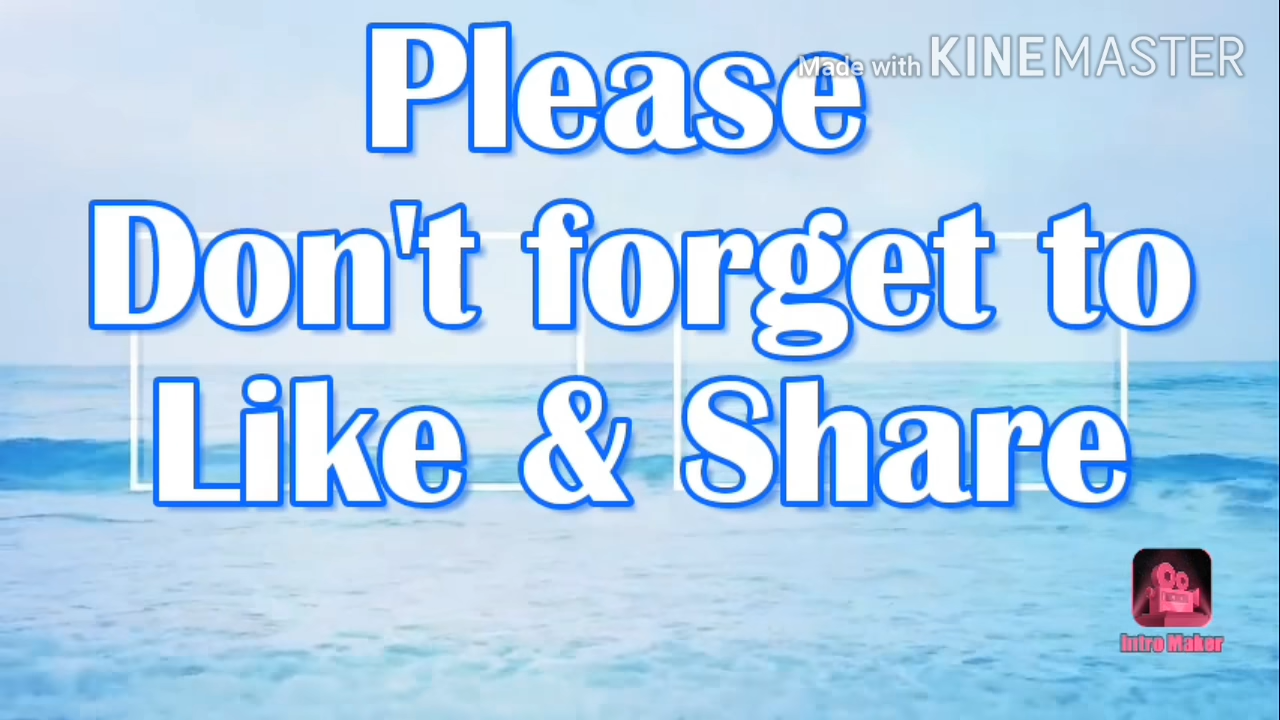 Please
Made with KINEMASTER
Don't forget to
Like & Share
Intro Maker